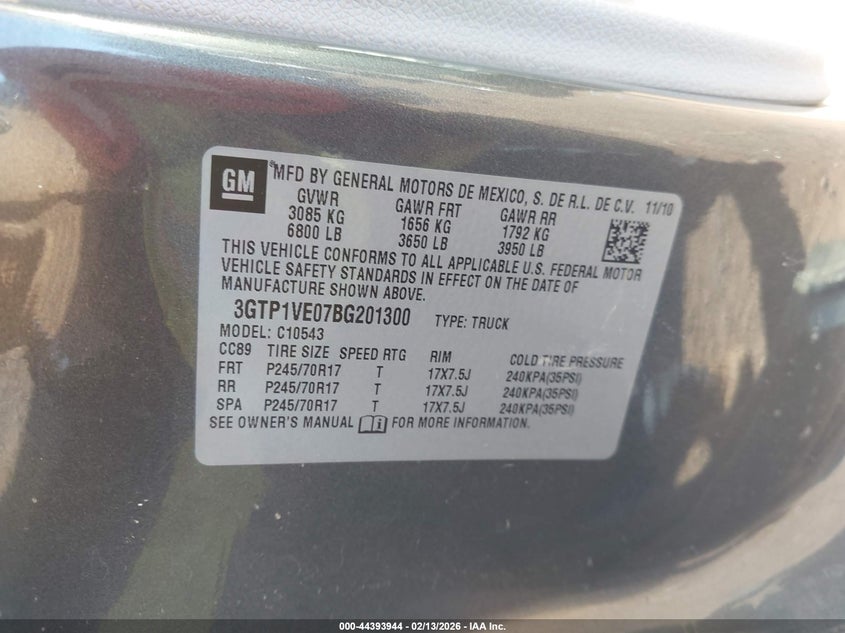 GM
® MFD BY GENERAL MOTORS DE MEXICO, S. DE R.L. DE C.V. 11/10
GVWR GAWR FRT GAWR RR
3085 KG 1656 KG 1792 KG
6800 LB 3650 LB 3950 LB
THIS VEHICLE CONFORMS TO ALL APPLICABLE U.S. FEDERAL MOTOR
VEHICLE SAFETY STANDARDS IN EFFECT ON THE DATE OF
MANUFACTURE SHOWN ABOVE.
3GTP1VE07BG201300 TYPE: TRUCK
MODEL: C10543
CC89 TIRE SIZE SPEED RTG RIM COLD TIRE PRESSURE
FRT P245/70R17 T 17X7.5J 240KPA(35PSI)
RR P245/70R17 T 17X7.5J 240KPA(35PSI)
SPA P245/70R17 T 17X7.5J 240KPA(35PSI)
SEE OWNER'S MANUAL FOR MORE INFORMATION.
000-44393944 - 02/13/2026 - IAA Inc.